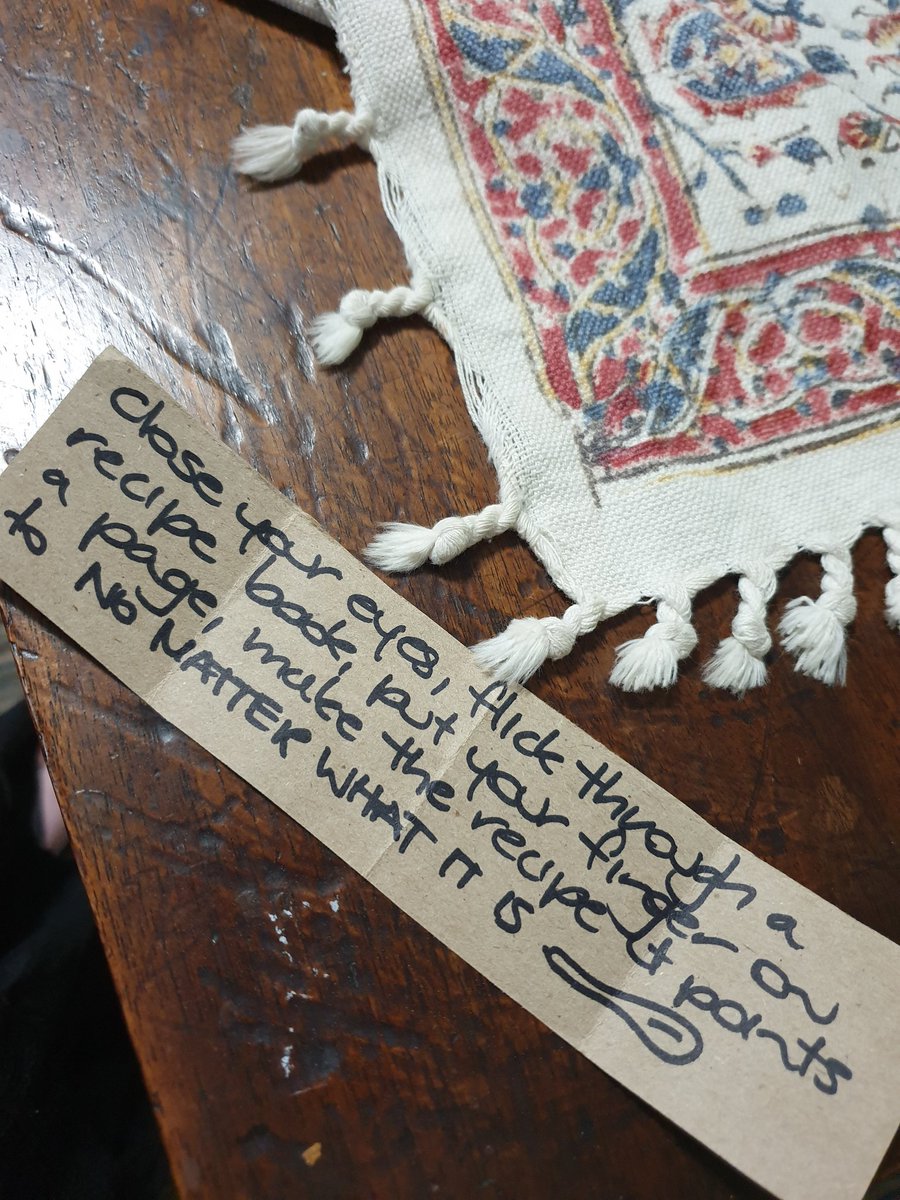 close your eyes, flick through a
recipe book, put your finger on
a page, make the recipe it points
to NO MATTER WHAT IT IS